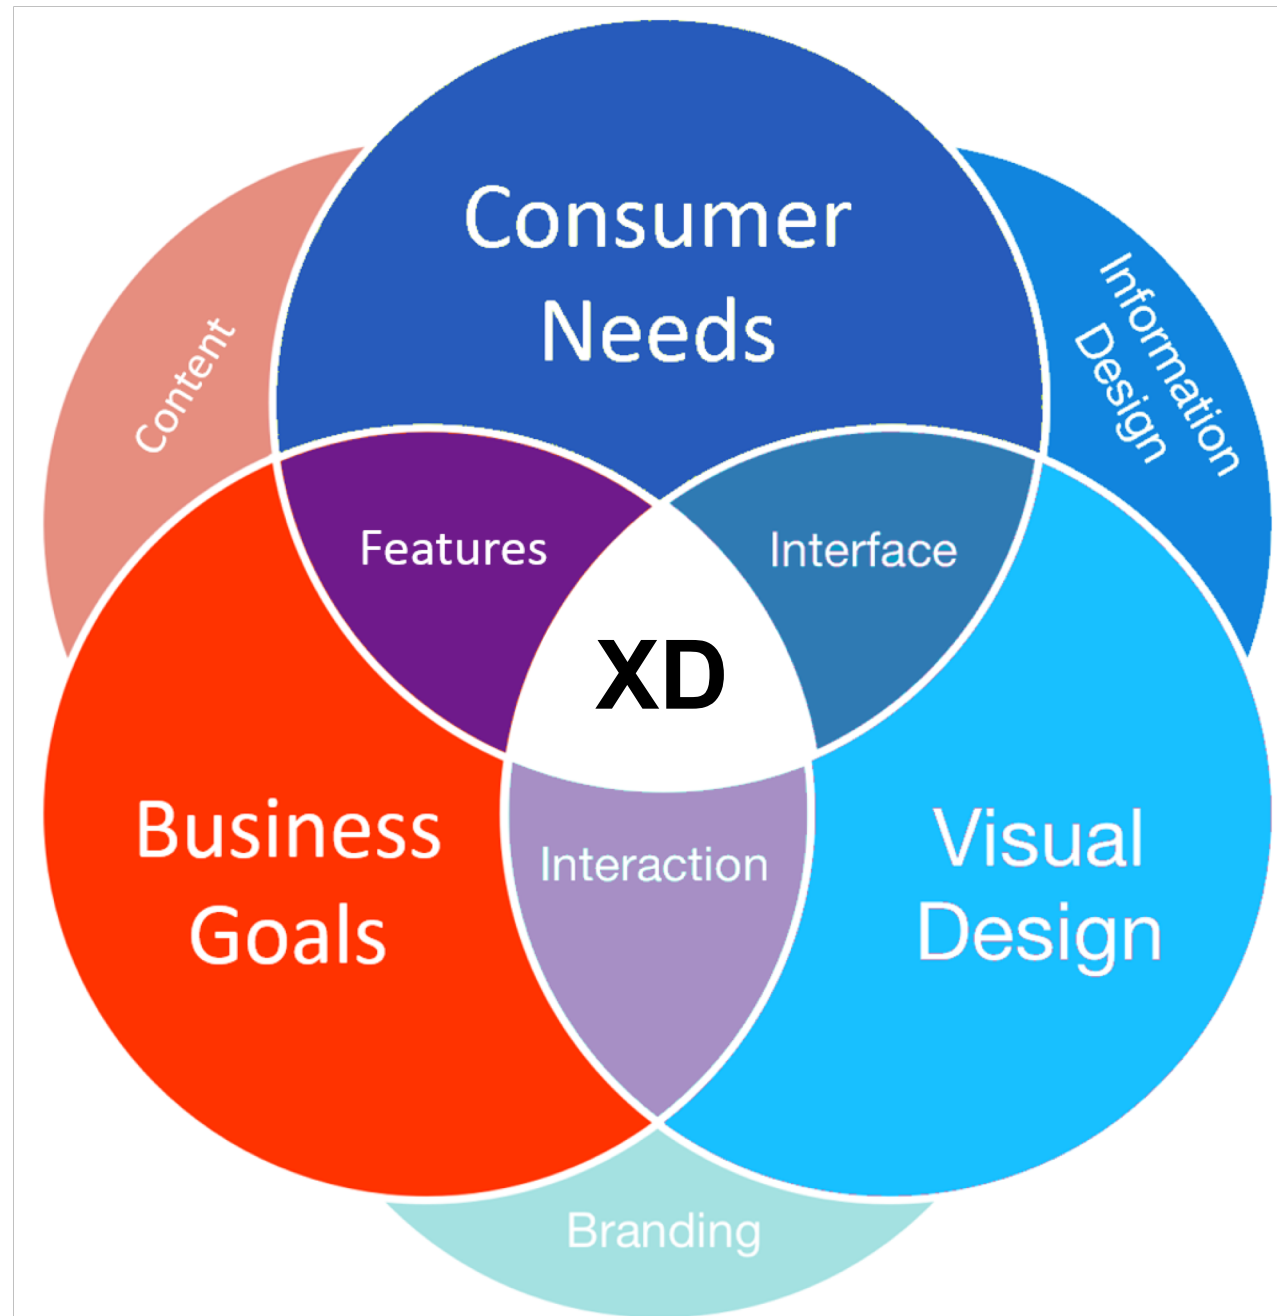 Consumer
Needs
Content
Information
Design
Features
Interface
XD
Business
Goals
Interaction
Visual
Design
Branding